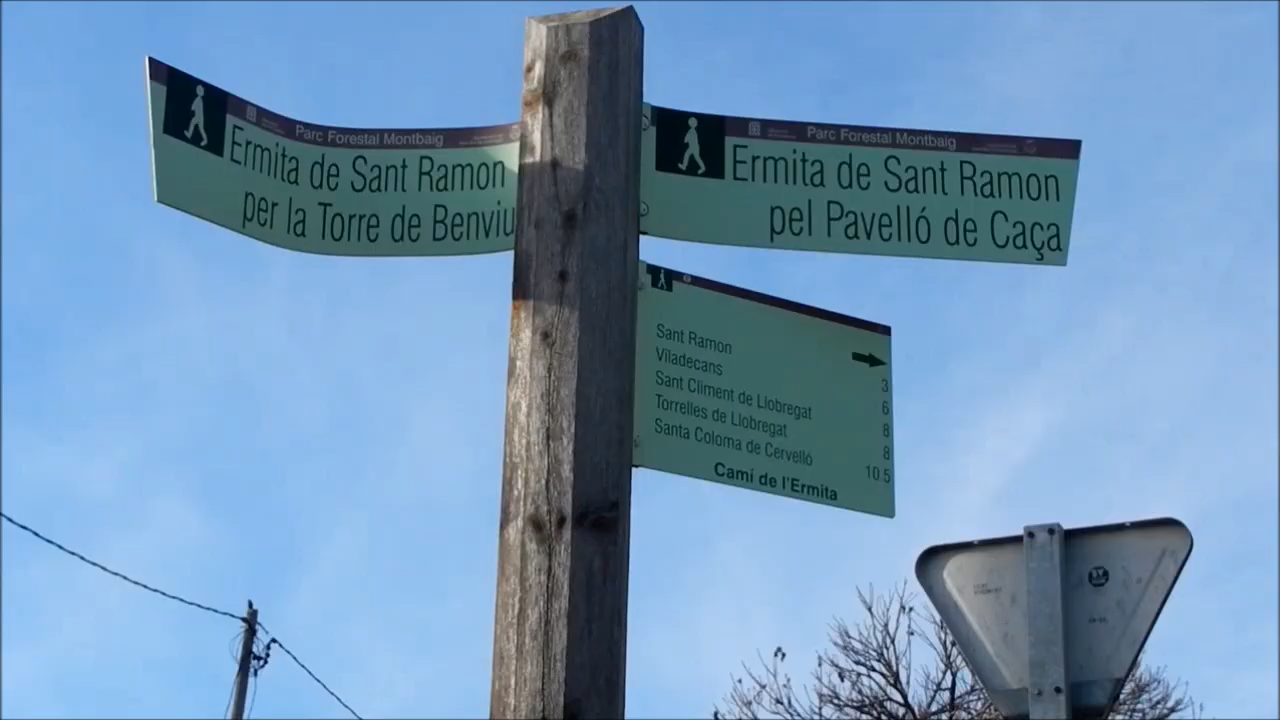 Parc Forestal Montbaig
Ermita de Sant Ramon
per la Torre de Benviu
Parc Forestal Montbaig
Ermita de Sant Ramon
pel Pavelló de Caça
Sant Ramon
Viladecans 3
Sant Climent de Llobregat 6
Torrelles de Llobregat 8
Santa Coloma de Cervelló 8
10.5
Camí de l'Ermita